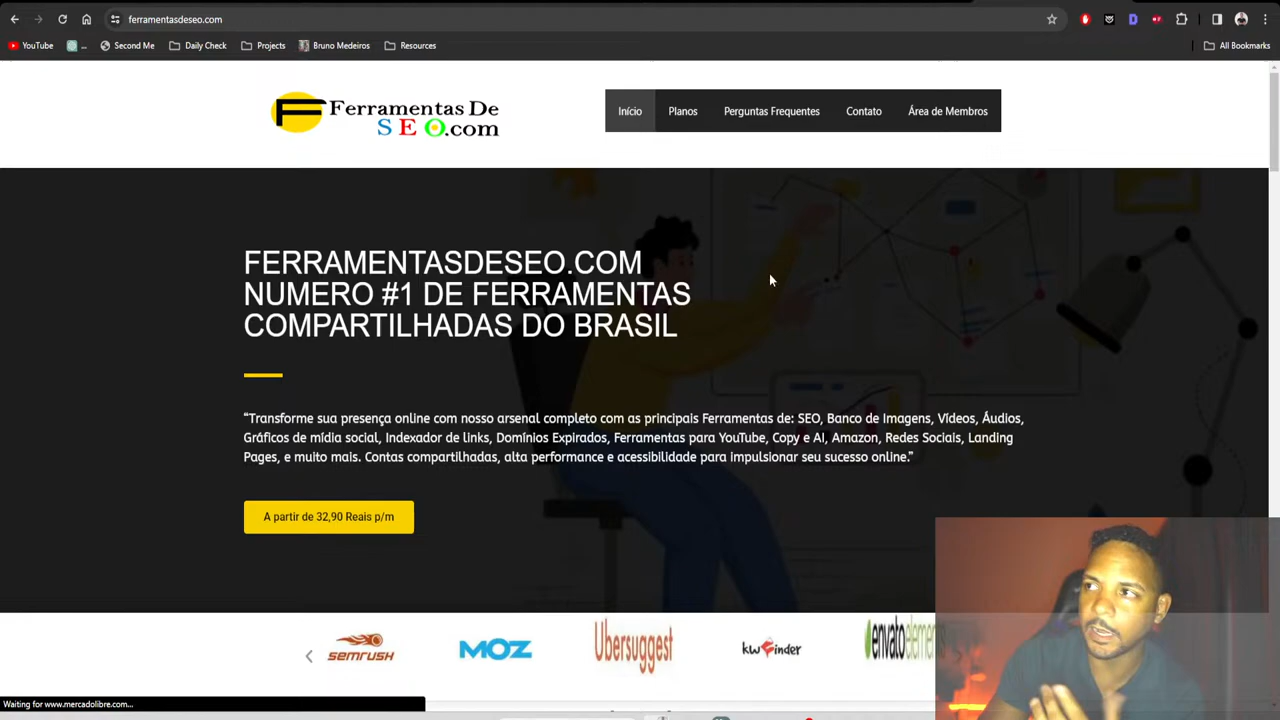 ferramentasdeseo.com
YouTube
...
Second Me
Daily Check
Projects
Bruno Medeiros
Resources
All Bookmarks
Ferramentas De
SEO.com
Início
Planos
Perguntas Frequentes
Contato
Área de Membros
FERRAMENTASDESEO.COM
NUMERO #1 DE FERRAMENTAS
COMPARTILHADAS DO BRASIL
“Transforme sua presença online com nosso arsenal completo com as principais Ferramentas de: SEO, Banco de Imagens, Vídeos, Áudios,
Gráficos de mídia social, Indexador de links, Domínios Expirados, Ferramentas para YouTube, Copy e AI, Amazon, Redes Sociais, Landing
Pages, e muito mais. Contas compartilhadas, alta performance e acessibilidade para impulsionar seu sucesso online.”
A partir de 32,90 Reais p/m
SEMRUSH
MOZ
Ubersuggest
kwfinder
envatoelements
Waiting for www.mercadolibre.com...